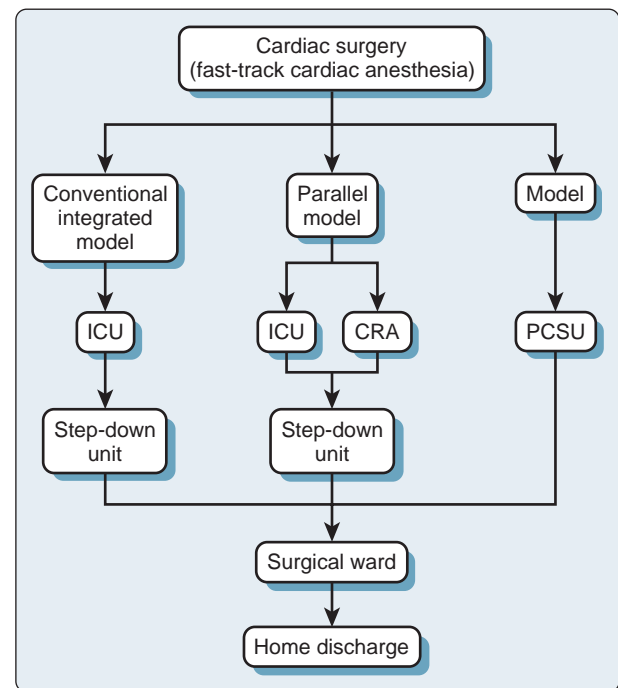 Cardiac surgery
(fast-track cardiac anesthesia)
Conventional
integrated
model
Parallel
model
Model
ICU
ICU
CRA
PCSU
Step-down
unit
Step-down
unit
Surgical ward
Home discharge